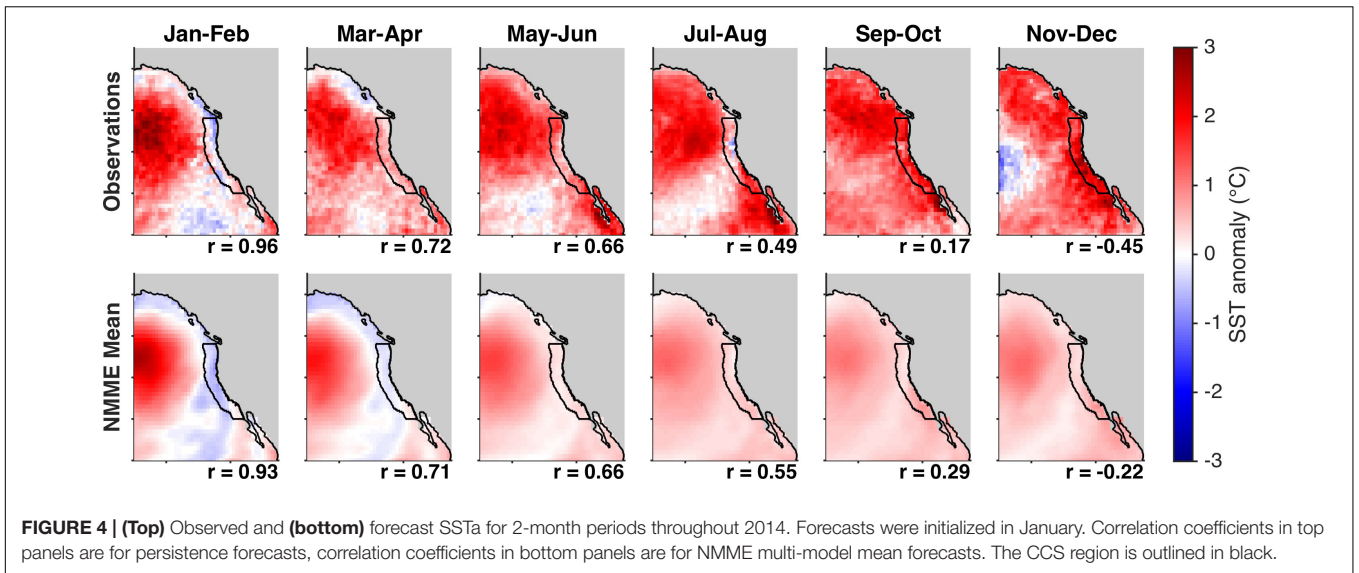 Jan-Feb Mar-Apr May-Jun Jul-Aug Sep-Oct Nov-Dec
Observations
r = 0.96 r = 0.72 r = 0.66 r = 0.49 r = 0.17 r = -0.45
NMME Mean
r = 0.93 r = 0.71 r = 0.66 r = 0.55 r = 0.29 r = -0.22
3
2
1
0
-1
-2
-3
SST anomaly (°C)
FIGURE 4 | (Top) Observed and (bottom) forecast SSTa for 2-month periods throughout 2014. Forecasts were initialized in January. Correlation coefficients in top
panels are for persistence forecasts, correlation coefficients in bottom panels are for NMME multi-model mean forecasts. The CCS region is outlined in black.